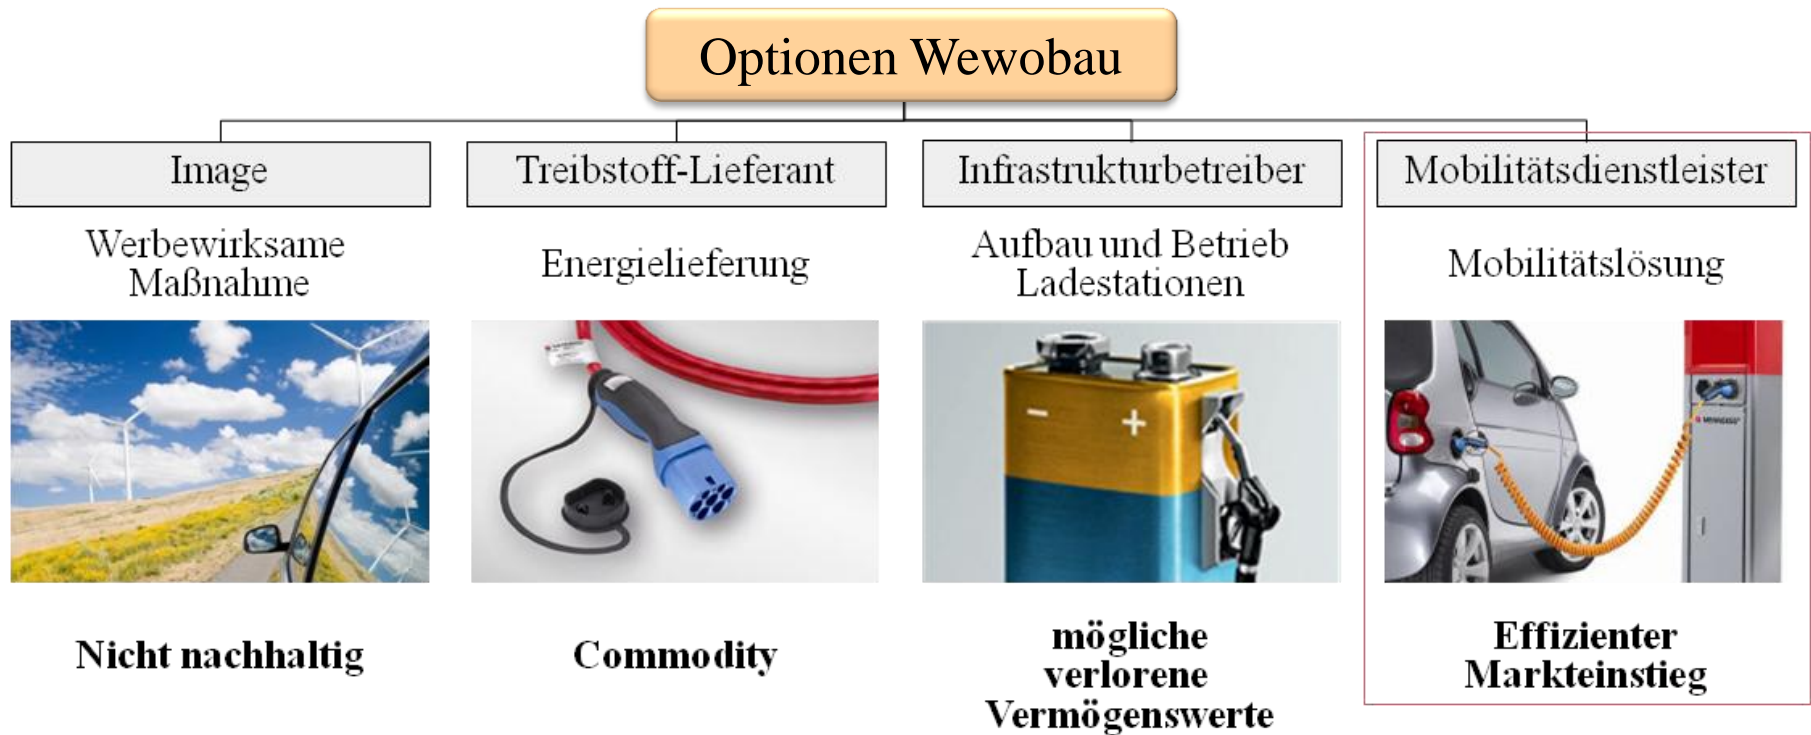 Optionen Wewobau
Image
Treibstoff-Lieferant
Infrastrukturbetreiber
Mobilitätsdienstleister
Werbewirksame
Maßnahme
Energielieferung
Aufbau und Betrieb
Ladestationen
Mobilitätslösung
- +
Nicht nachhaltig
Commodity
mögliche
verlorene
Vermögenswerte
Effizienter
Markteinstieg